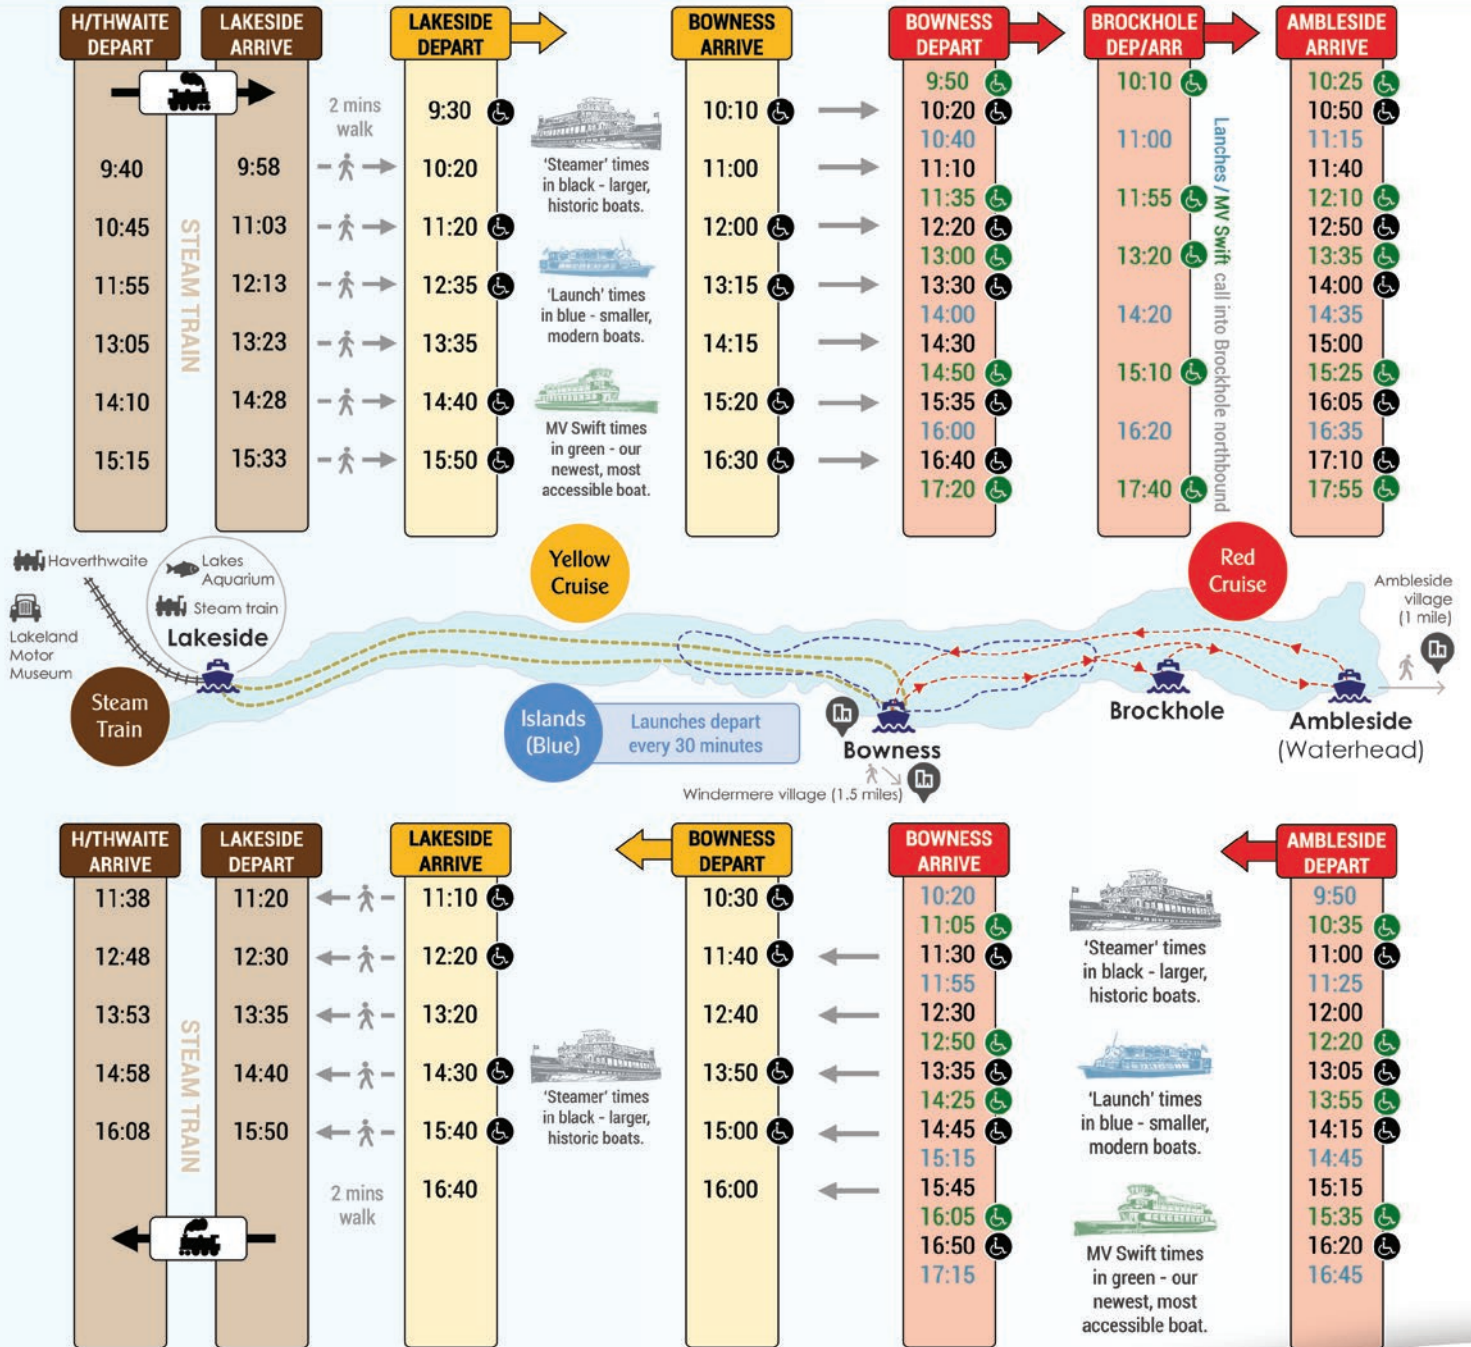 H/THWAITE DEPART
LAKESIDE ARRIVE
LAKESIDE DEPART
BOWNESS ARRIVE
BOWNESS DEPART
BROCKHOLE DEP/ARR
AMBLESIDE ARRIVE
9:50 10:10 10:25
2 mins walk 9:30 10:10 10:20 10:50
10:40 11:00 11:15
9:40 9:58 10:20 11:00 11:10 11:40
11:35 11:55 12:10
10:45 11:03 11:20 12:00 12:20 12:50
13:00 13:20 13:35
11:55 12:13 12:35 13:15 13:30 14:00
14:00 14:20 14:35
13:05 13:23 13:35 14:15 14:30 15:00
14:50 15:10 15:25
14:10 14:28 14:40 15:20 15:35 16:05
16:00 16:20 16:35
15:15 15:33 15:50 16:30 16:40 17:10
17:20 17:40 17:55
STEAM TRAIN
'Steamer' times
in black - larger,
historic boats.
'Launch' times
in blue - smaller,
modern boats.
MV Swift times
in green - our
newest, most
accessible boat.
Lanches / MV Swift call into Brockhole northbound
Haverthwaite
Lakeland
Motor
Museum
Lakes
Aquarium
Steam train
Lakeside
Steam
Train
Yellow
Cruise
Islands
(Blue)
Launches depart
every 30 minutes
Bowness
Windermere village (1.5 miles)
Red
Cruise
Brockhole
Ambleside
(Waterhead)
Ambleside
village
(1 mile)
H/THWAITE ARRIVE
LAKESIDE DEPART
LAKESIDE ARRIVE
BOWNESS DEPART
BOWNESS ARRIVE
AMBLESIDE DEPART
11:38 11:20 11:10 10:30 10:20 9:50
11:05 10:35
12:48 12:30 12:20 11:40 11:30 11:00
11:55 11:25
13:53 13:35 13:20 12:40 12:30 12:00
12:50 12:20
14:58 14:40 14:30 13:50 13:35 13:05
14:25 13:55
16:08 15:50 15:40 15:00 14:45 14:15
15:15 14:45
2 mins walk 16:40 16:00 15:45 15:15
16:05 15:35
16:50 16:20
17:15 16:45
STEAM TRAIN
'Steamer' times
in black - larger,
historic boats.
'Steamer' times
in black - larger,
historic boats.
'Launch' times
in blue - smaller,
modern boats.
MV Swift times
in green - our
newest, most
accessible boat.